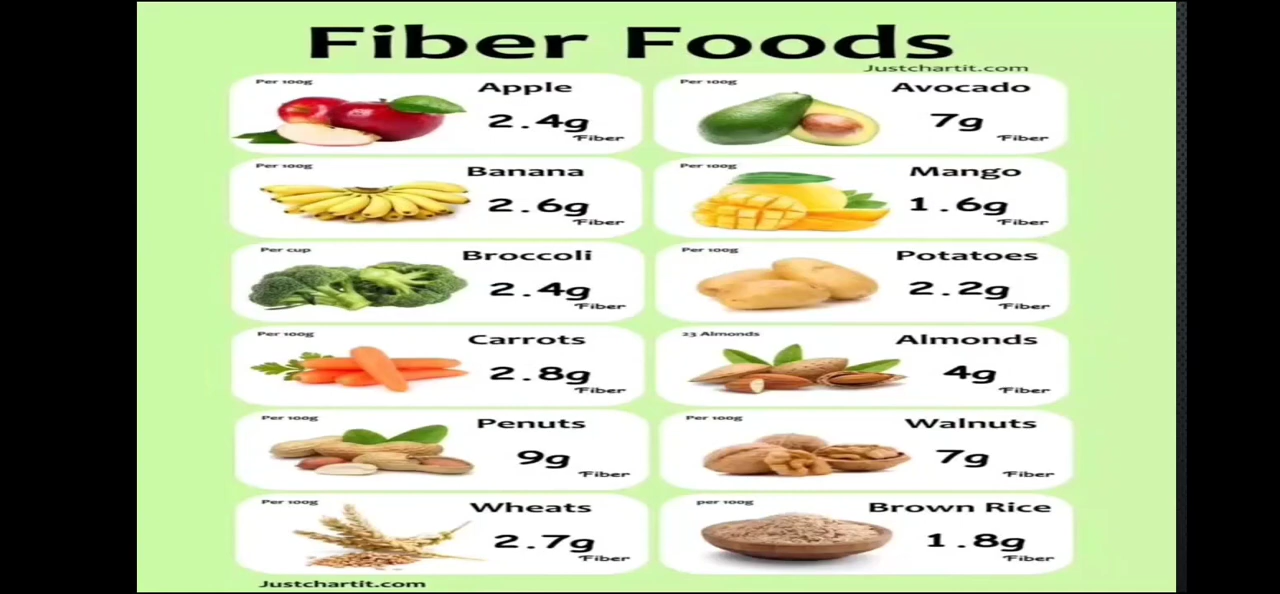 Fiber Foods
Justchartit.com
Per 100g
Apple
2.4g
Fiber
Per 100g
Avocado
7g
Fiber
Per 100g
Banana
2.6g
Fiber
Per 100g
Mango
1.6g
Fiber
Per cup
Broccoli
2.4g
Fiber
Per 100g
Potatoes
2.2g
Fiber
Per 100g
Carrots
2.8g
Fiber
23 Almonds
Almonds
4g
Fiber
Per 100g
Penuts
9g
Fiber
Per 100g
Walnuts
7g
Fiber
Per 100g
Wheats
2.7g
Fiber
per 100g
Brown Rice
1.8g
Fiber
Justchartit.com